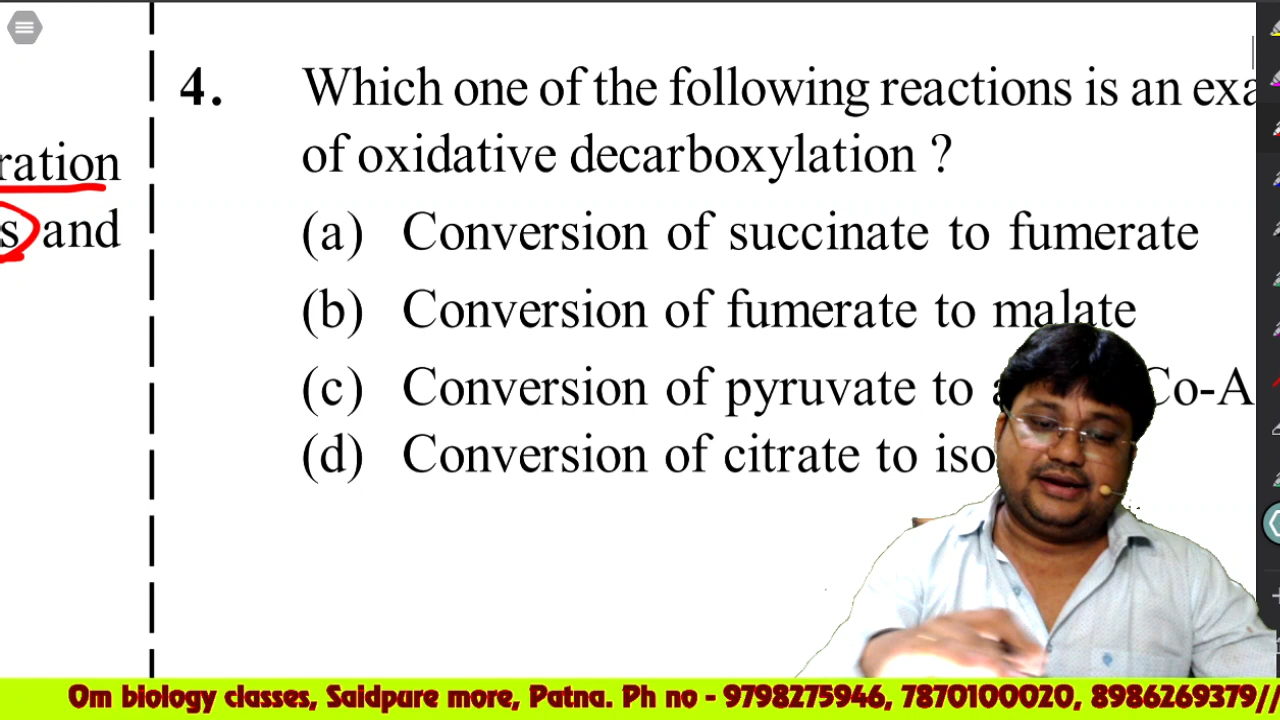 ration
s and
4. Which one of the following reactions is an exa
of oxidative decarboxylation ?
(a) Conversion of succinate to fumerate
(b) Conversion of fumerate to malate
(c) Conversion of pyruvate to Co-A
(d) Conversion of citrate to iso
Om biology classes, Saidpure more, Patna. Ph no - 9798275946, 7870100020, 8986269379//